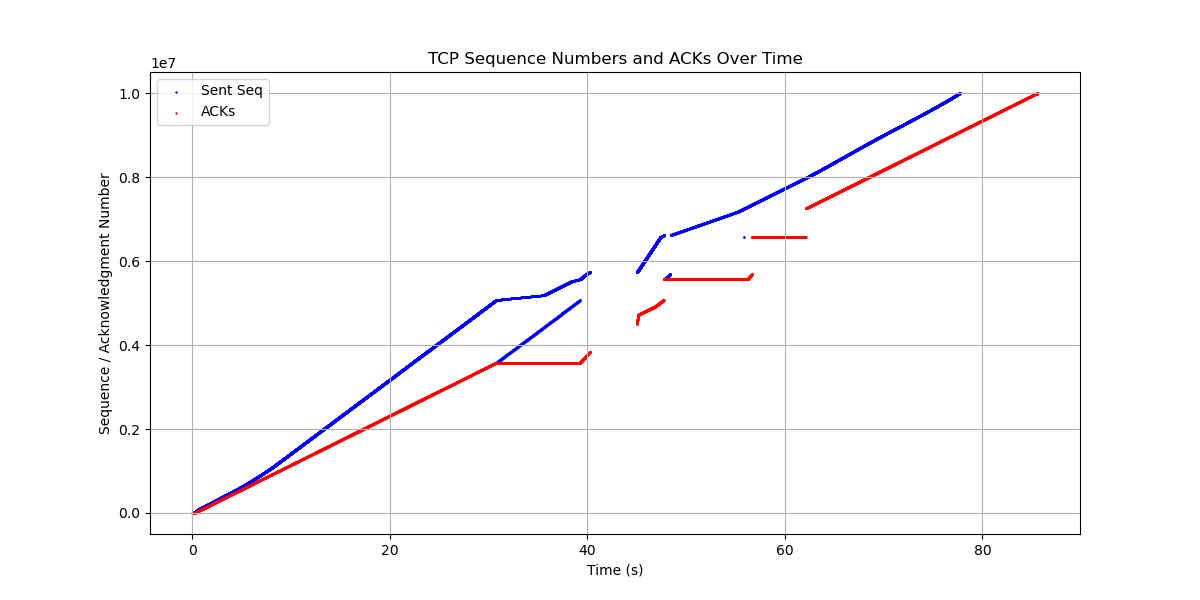 TCP Sequence Numbers and ACKs Over Time
1e7
Sent Seq
ACKs
1.0
0.8
0.6
0.4
0.2
0.0
Sequence / Acknowledgment Number
0 20 40 60 80
Time (s)